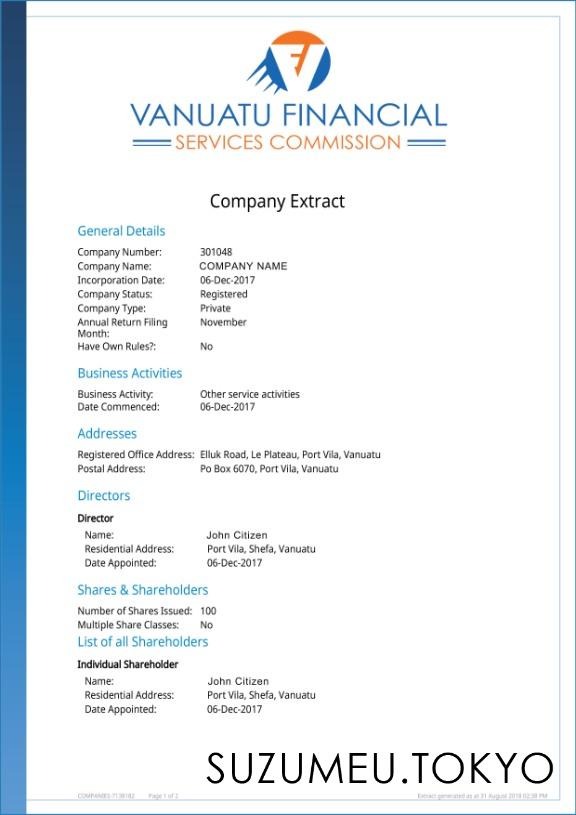 VANUATU FINANCIAL
SERVICES COMMISSION
Company Extract
General Details
Company Number: 301048
Company Name: COMPANY NAME
Incorporation Date: 06-Dec-2017
Company Status: Registered
Company Type: Private
Annual Return Filing Month: November
Have Own Rules?: No
Business Activities
Business Activity: Other service activities
Date Commenced: 06-Dec-2017
Addresses
Registered Office Address: Elluk Road, Le Plateau, Port Vila, Vanuatu
Postal Address: Po Box 6070, Port Vila, Vanuatu
Directors
Director
Name: John Citizen
Residential Address: Port Vila, Shefa, Vanuatu
Date Appointed: 06-Dec-2017
Shares & Shareholders
Number of Shares Issued: 100
Multiple Share Classes: No
List of all Shareholders
Individual Shareholder
Name: John Citizen
Residential Address: Port Vila, Shefa, Vanuatu
Date Appointed: 06-Dec-2017
SUZUMEU.TOKYO
Page 1 of 2 Extract generated as at 31 August 2018 02:38 PM